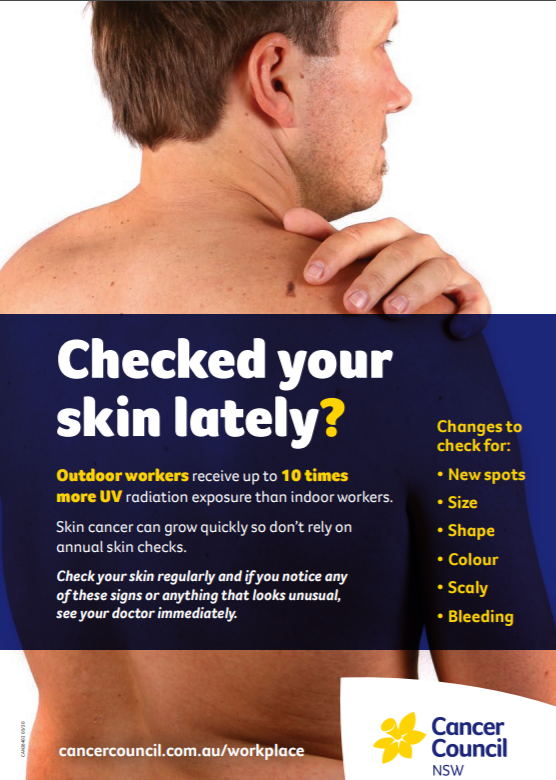 Checked your
skin lately?
Outdoor workers receive up to 10 times
more UV radiation exposure than indoor workers.
Skin cancer can grow quickly so don't rely on
annual skin checks.
Check your skin regularly and if you notice any
of these signs or anything that looks unusual,
see your doctor immediately.
Changes to
check for:
• New spots
• Size
• Shape
• Colour
• Scaly
• Bleeding
cancercouncil.com.au/workplace
Cancer
Council
NSW